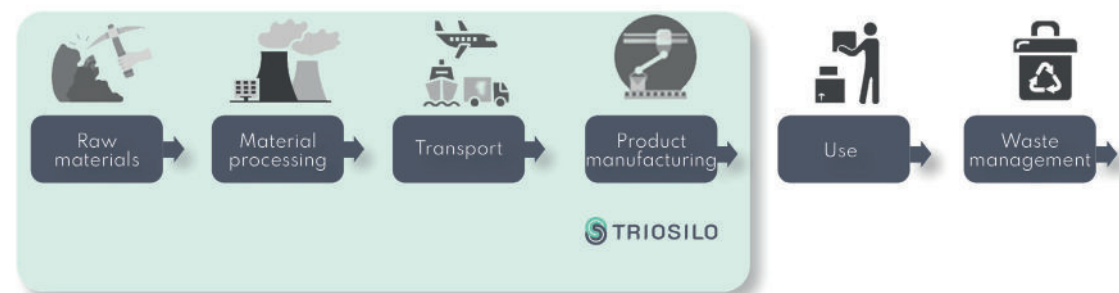 Raw
materials
Material
processing
Transport
Product
manufacturing
Use
Waste
management
TRIOSILO